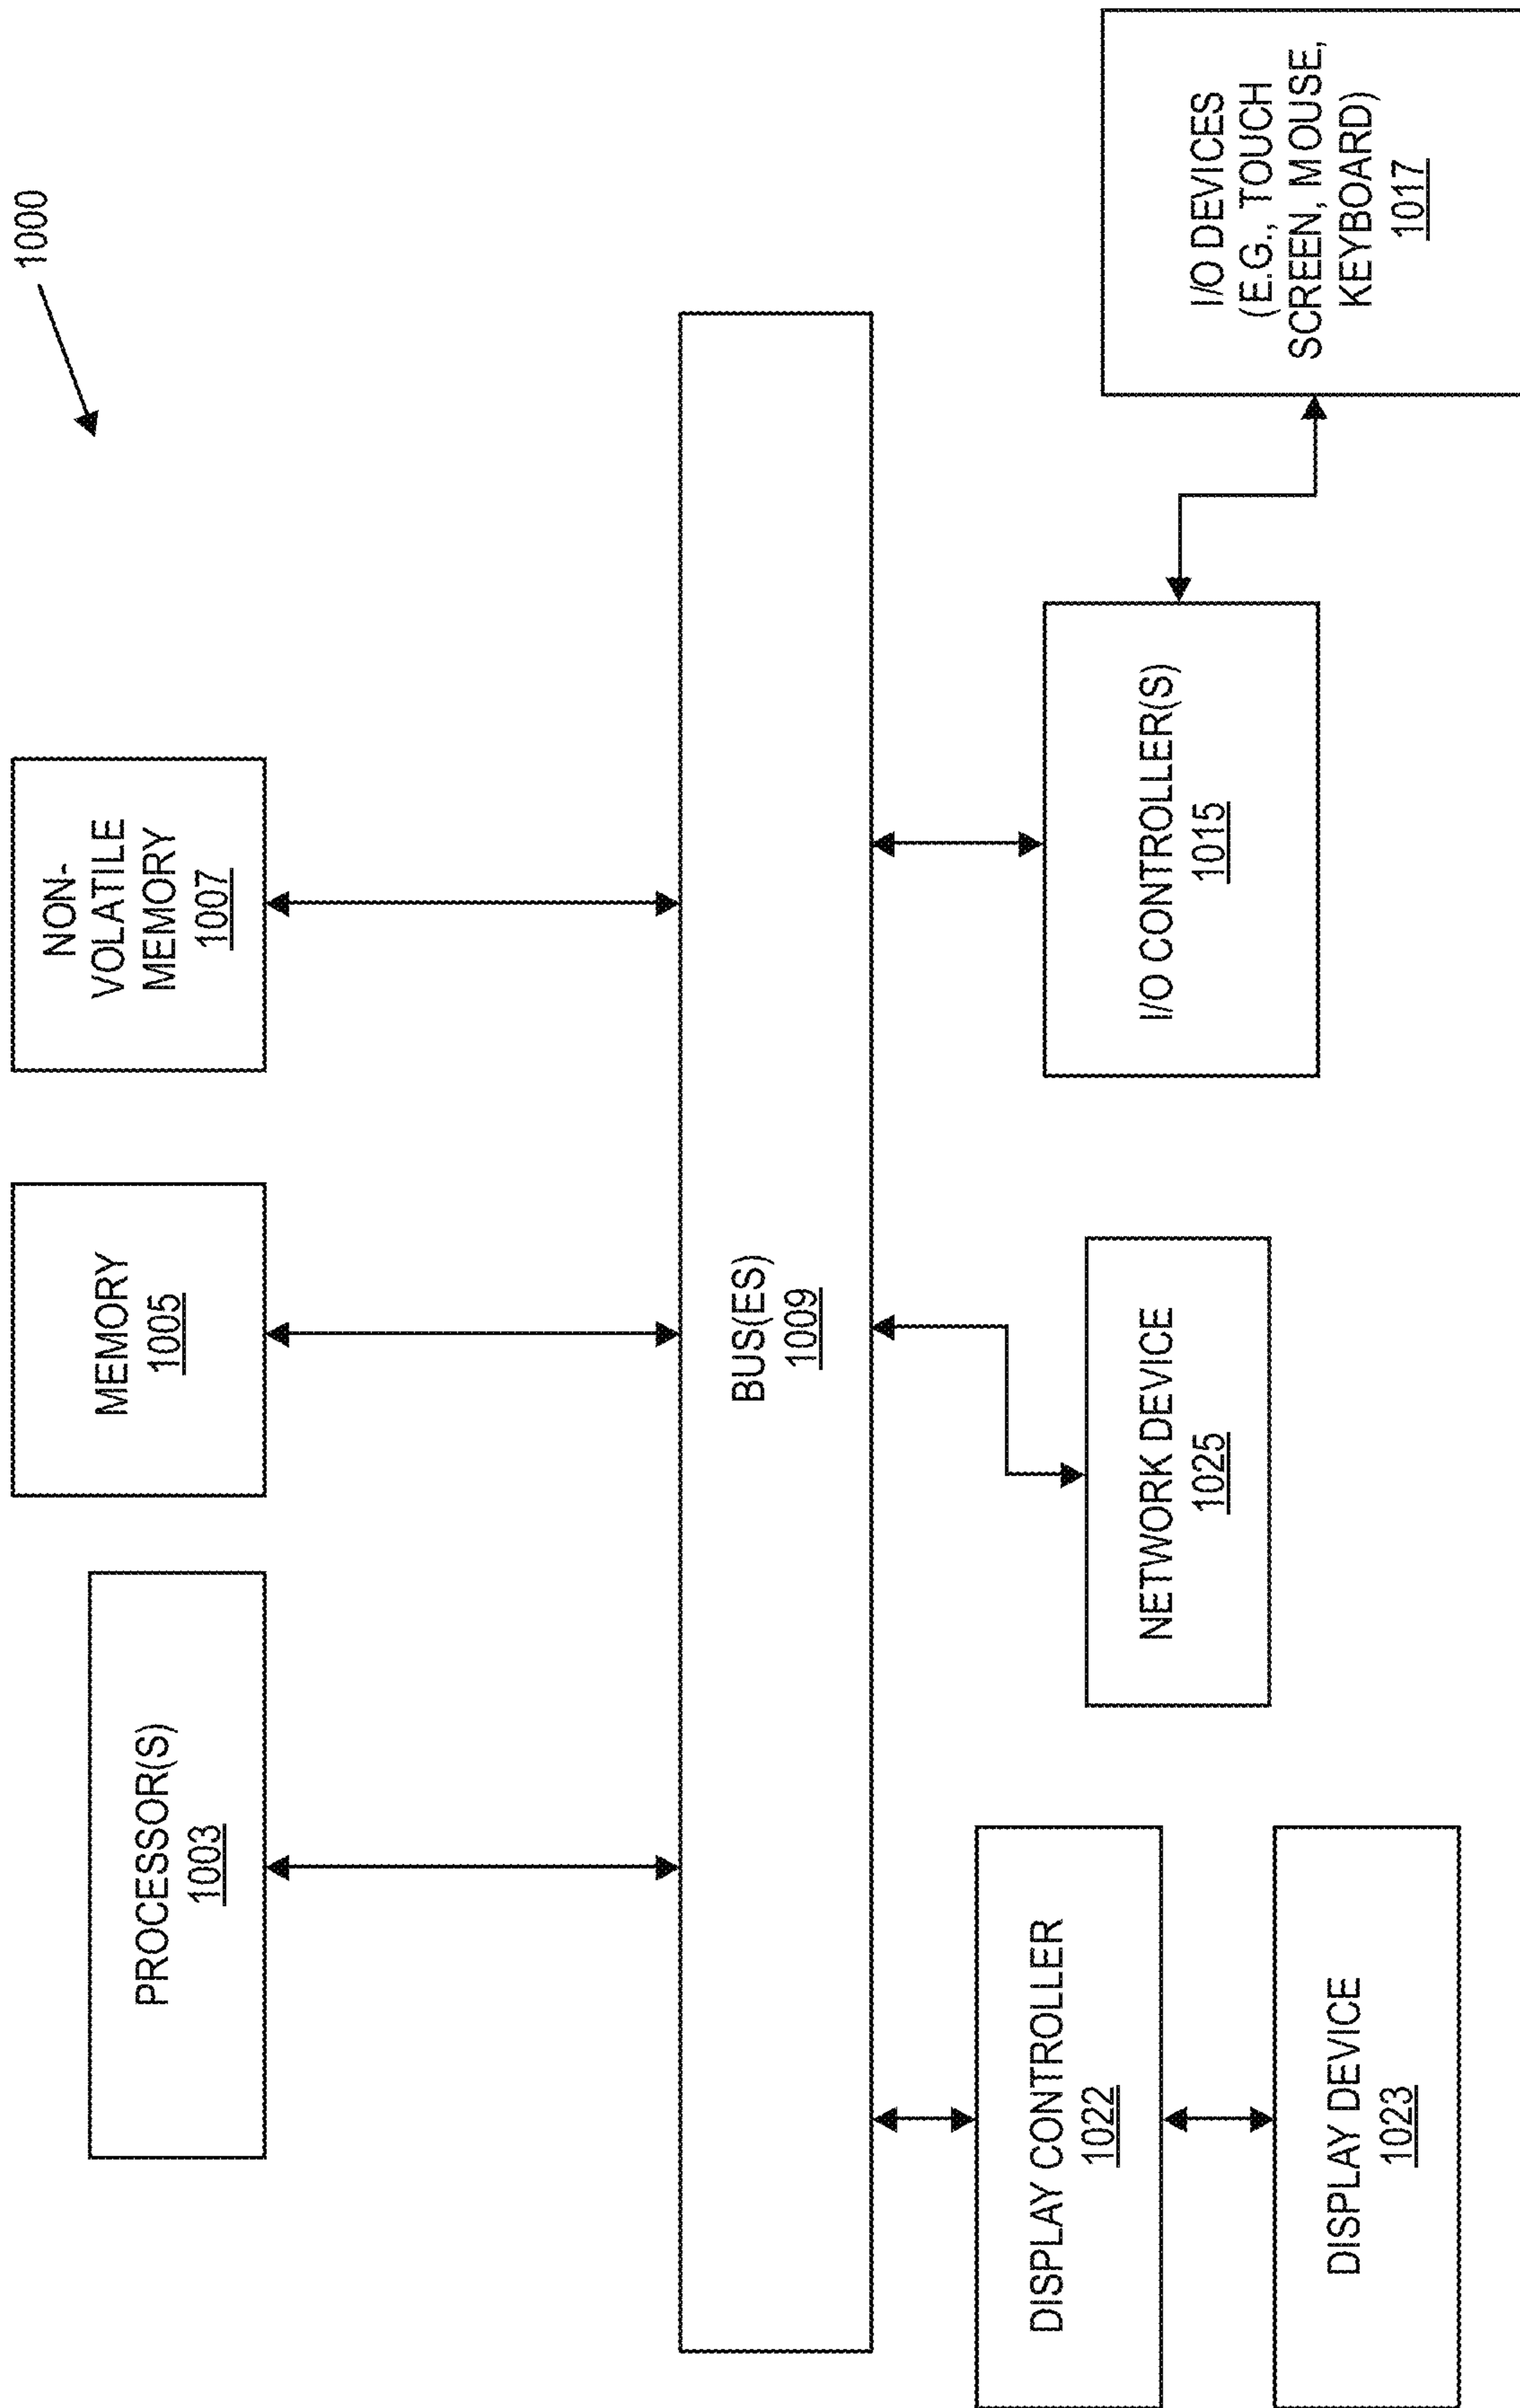 1000
PROCESSOR(S)
1003
MEMORY
1005
NON-
VOLATILE
MEMORY
1007
BUS(ES)
1009
DISPLAY CONTROLLER
1022
DISPLAY DEVICE
1023
NETWORK DEVICE
1025
I/O CONTROLLER(S)
1015
I/O DEVICES
(E.G., TOUCH
SCREEN, MOUSE,
KEYBOARD)
1017